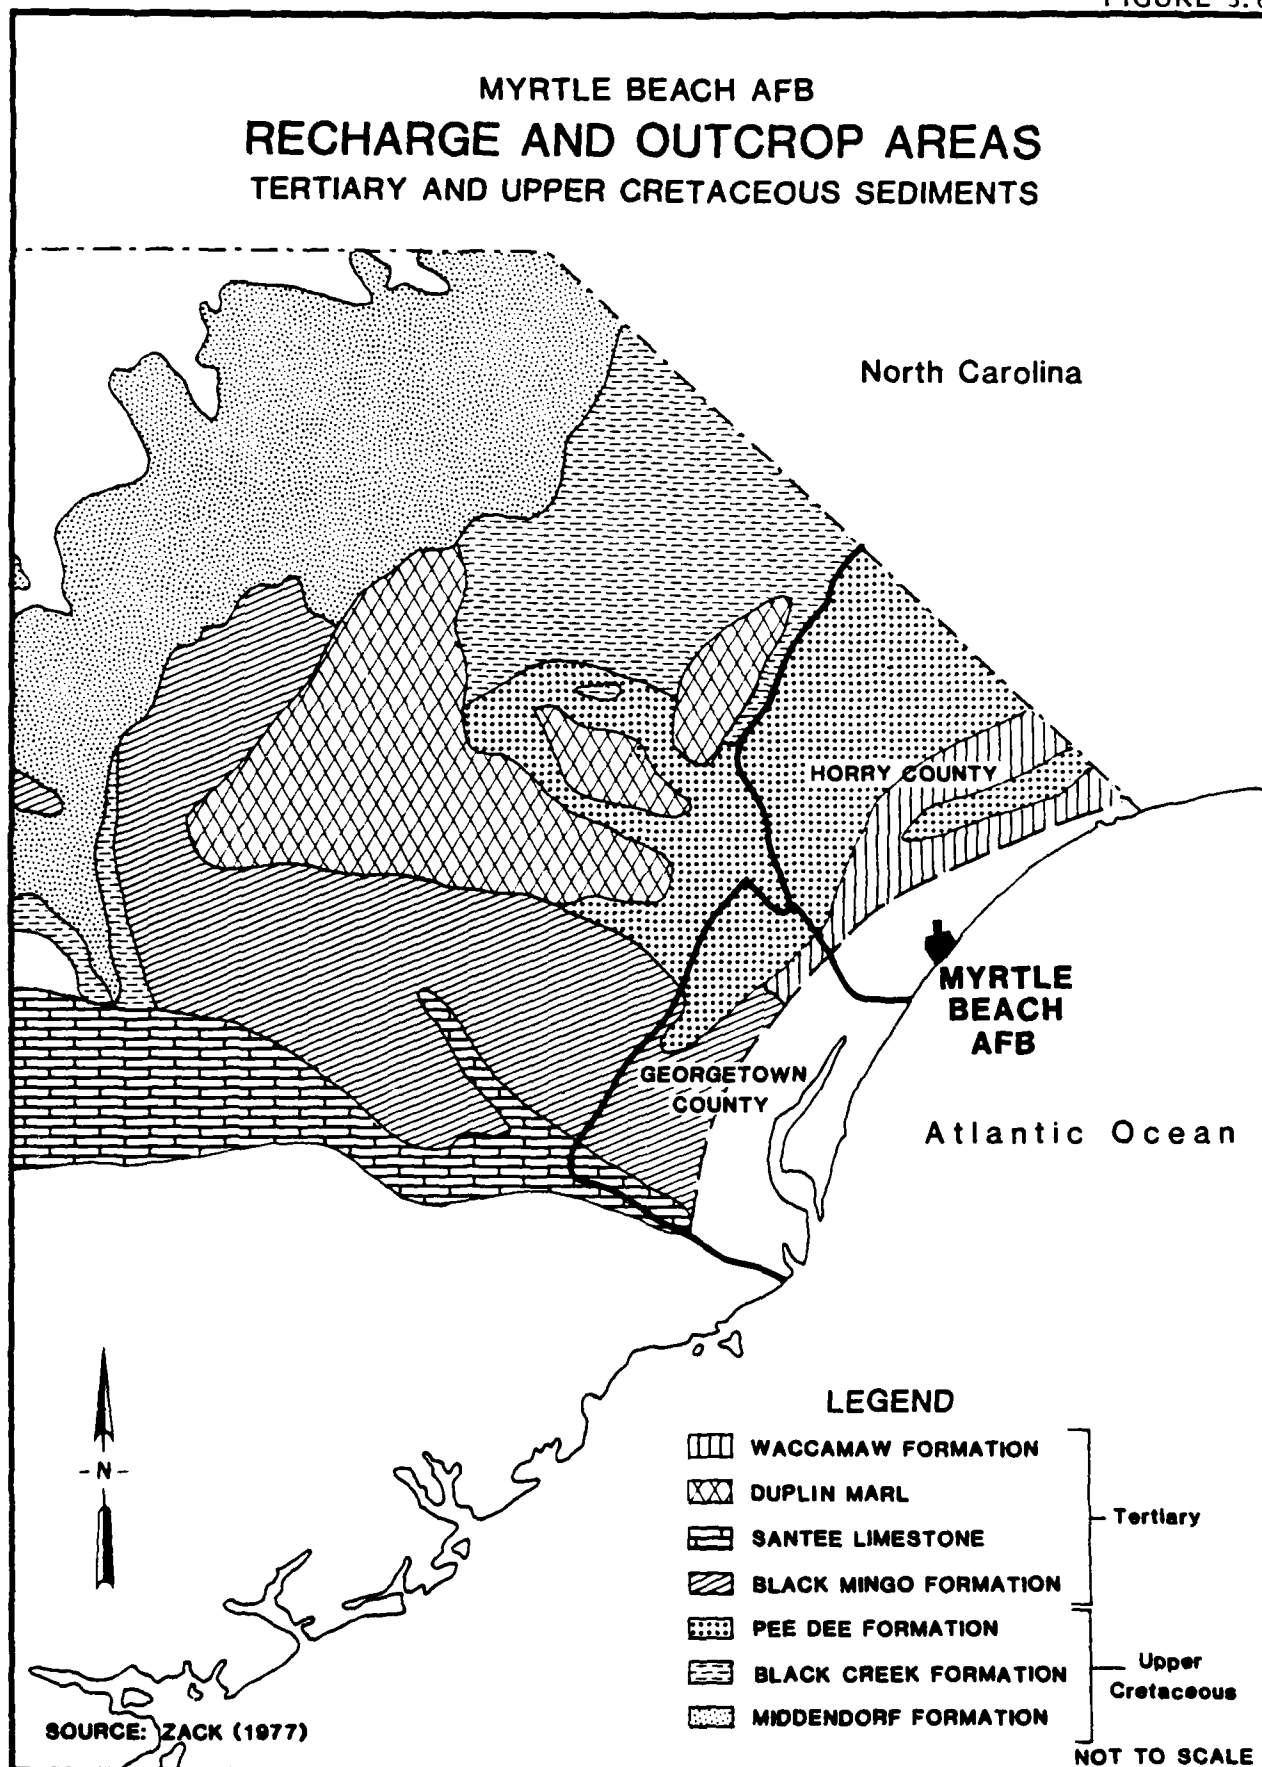 MYRTLE BEACH AFB
RECHARGE AND OUTCROP AREAS
TERTIARY AND UPPER CRETACEOUS SEDIMENTS
North Carolina
HORRY COUNTY
MYRTLE
BEACH
AFB
GEORGETOWN
COUNTY
Atlantic Ocean
N
LEGEND
WACCAMAW FORMATION
DUPLIN MARL
SANTEE LIMESTONE
BLACK MINGO FORMATION
Tertiary
PEE DEE FORMATION
BLACK CREEK FORMATION
MIDDENDORF FORMATION
Upper
Cretaceous
SOURCE: ZACK (1977)
NOT TO SCALE